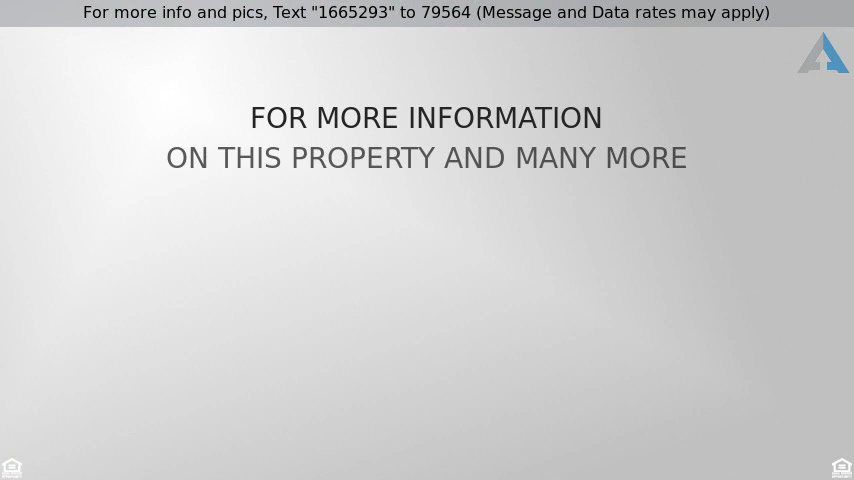 For more info and pics, Text "1665293" to 79564 (Message and Data rates may apply)
FOR MORE INFORMATION
ON THIS PROPERTY AND MANY MORE